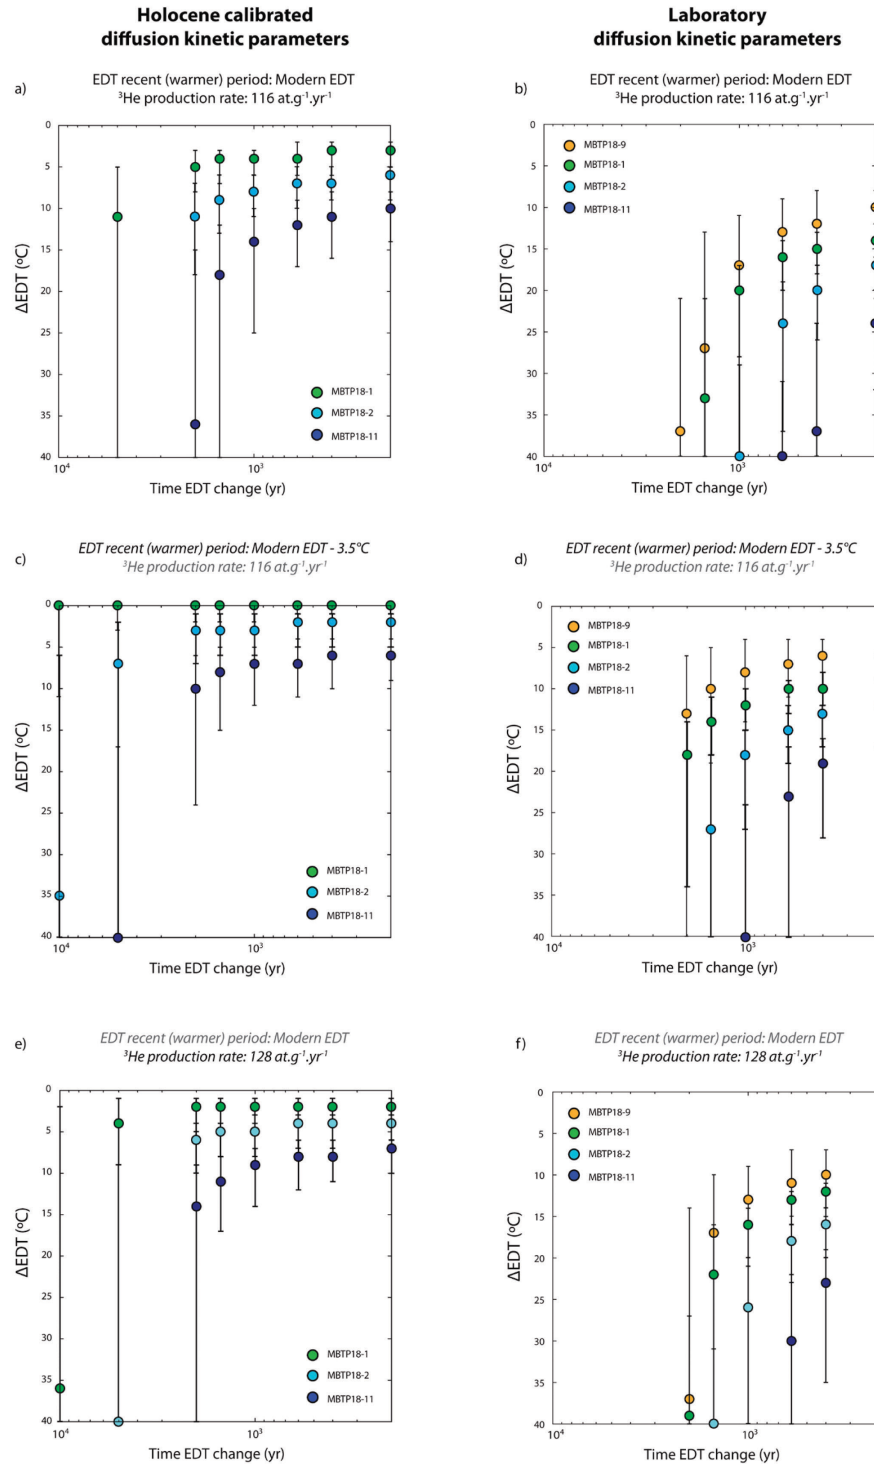 Holocene calibrated
diffusion kinetic parameters
Laboratory
diffusion kinetic parameters
a)
EDT recent (warmer) period: Modern EDT
³He production rate: 116 at.g⁻¹.yr⁻¹
0
5
10
15
20
25
30
35
40
ΔEDT (ºC)
MBTP18-1
MBTP18-2
MBTP18-11
10⁴
10³
Time EDT change (yr)
b)
EDT recent (warmer) period: Modern EDT
³He production rate: 116 at.g⁻¹.yr⁻¹
0
5
10
15
20
25
30
35
40
ΔEDT (ºC)
MBTP18-9
MBTP18-1
MBTP18-2
MBTP18-11
10⁴
10³
Time EDT change (yr)
c)
EDT recent (warmer) period: Modern EDT - 3.5°C
³He production rate: 116 at.g⁻¹.yr⁻¹
0
5
10
15
20
25
30
35
40
ΔEDT (ºC)
MBTP18-1
MBTP18-2
MBTP18-11
10⁴
10³
Time EDT change (yr)
d)
EDT recent (warmer) period: Modern EDT - 3.5°C
³He production rate: 116 at.g⁻¹.yr⁻¹
0
5
10
15
20
25
30
35
40
ΔEDT (ºC)
MBTP18-9
MBTP18-1
MBTP18-2
MBTP18-11
10⁴
10³
Time EDT change (yr)
e)
EDT recent (warmer) period: Modern EDT
³He production rate: 128 at.g⁻¹.yr⁻¹
0
5
10
15
20
25
30
35
40
ΔEDT (ºC)
MBTP18-1
MBTP18-2
MBTP18-11
10⁴
10³
Time EDT change (yr)
f)
EDT recent (warmer) period: Modern EDT
³He production rate: 128 at.g⁻¹.yr⁻¹
0
5
10
15
20
25
30
35
40
ΔEDT (ºC)
MBTP18-9
MBTP18-1
MBTP18-2
MBTP18-11
10⁴
10³
Time EDT change (yr)